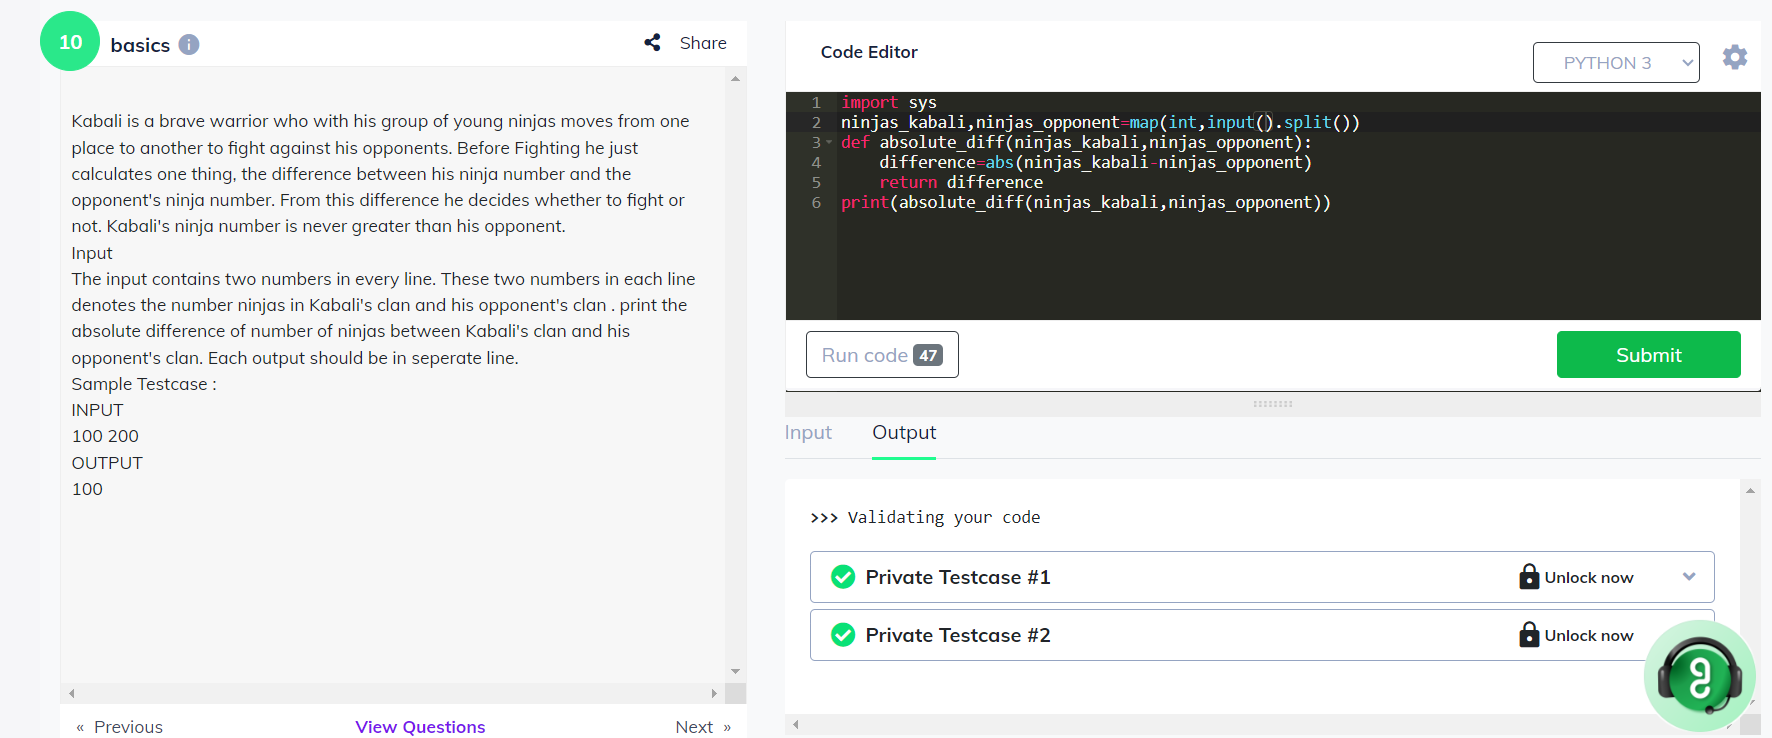 10
basics
Share
Kabali is a brave warrior who with his group of young ninjas moves from one
place to another to fight against his opponents. Before Fighting he just
calculates one thing, the difference between his ninja number and the
opponent's ninja number. From this difference he decides whether to fight or
not. Kabali's ninja number is never greater than his opponent.
Input
The input contains two numbers in every line. These two numbers in each line
denotes the number ninjas in Kabali's clan and his opponent's clan . print the
absolute difference of number of ninjas between Kabali's clan and his
opponent's clan. Each output should be in seperate line.
Sample Testcase :
INPUT
100 200
OUTPUT
100
« Previous
View Questions
Next »
Code Editor
PYTHON 3
1 import sys
2 ninjas_kabali,ninjas_opponent=map(int,input().split())
3 def absolute_diff(ninjas_kabali,ninjas_opponent):
4     difference=abs(ninjas_kabali-ninjas_opponent)
5     return difference
6 print(absolute_diff(ninjas_kabali,ninjas_opponent))
Run code 47
Submit
Input
Output
>>> Validating your code
Private Testcase #1
Unlock now
Private Testcase #2
Unlock now